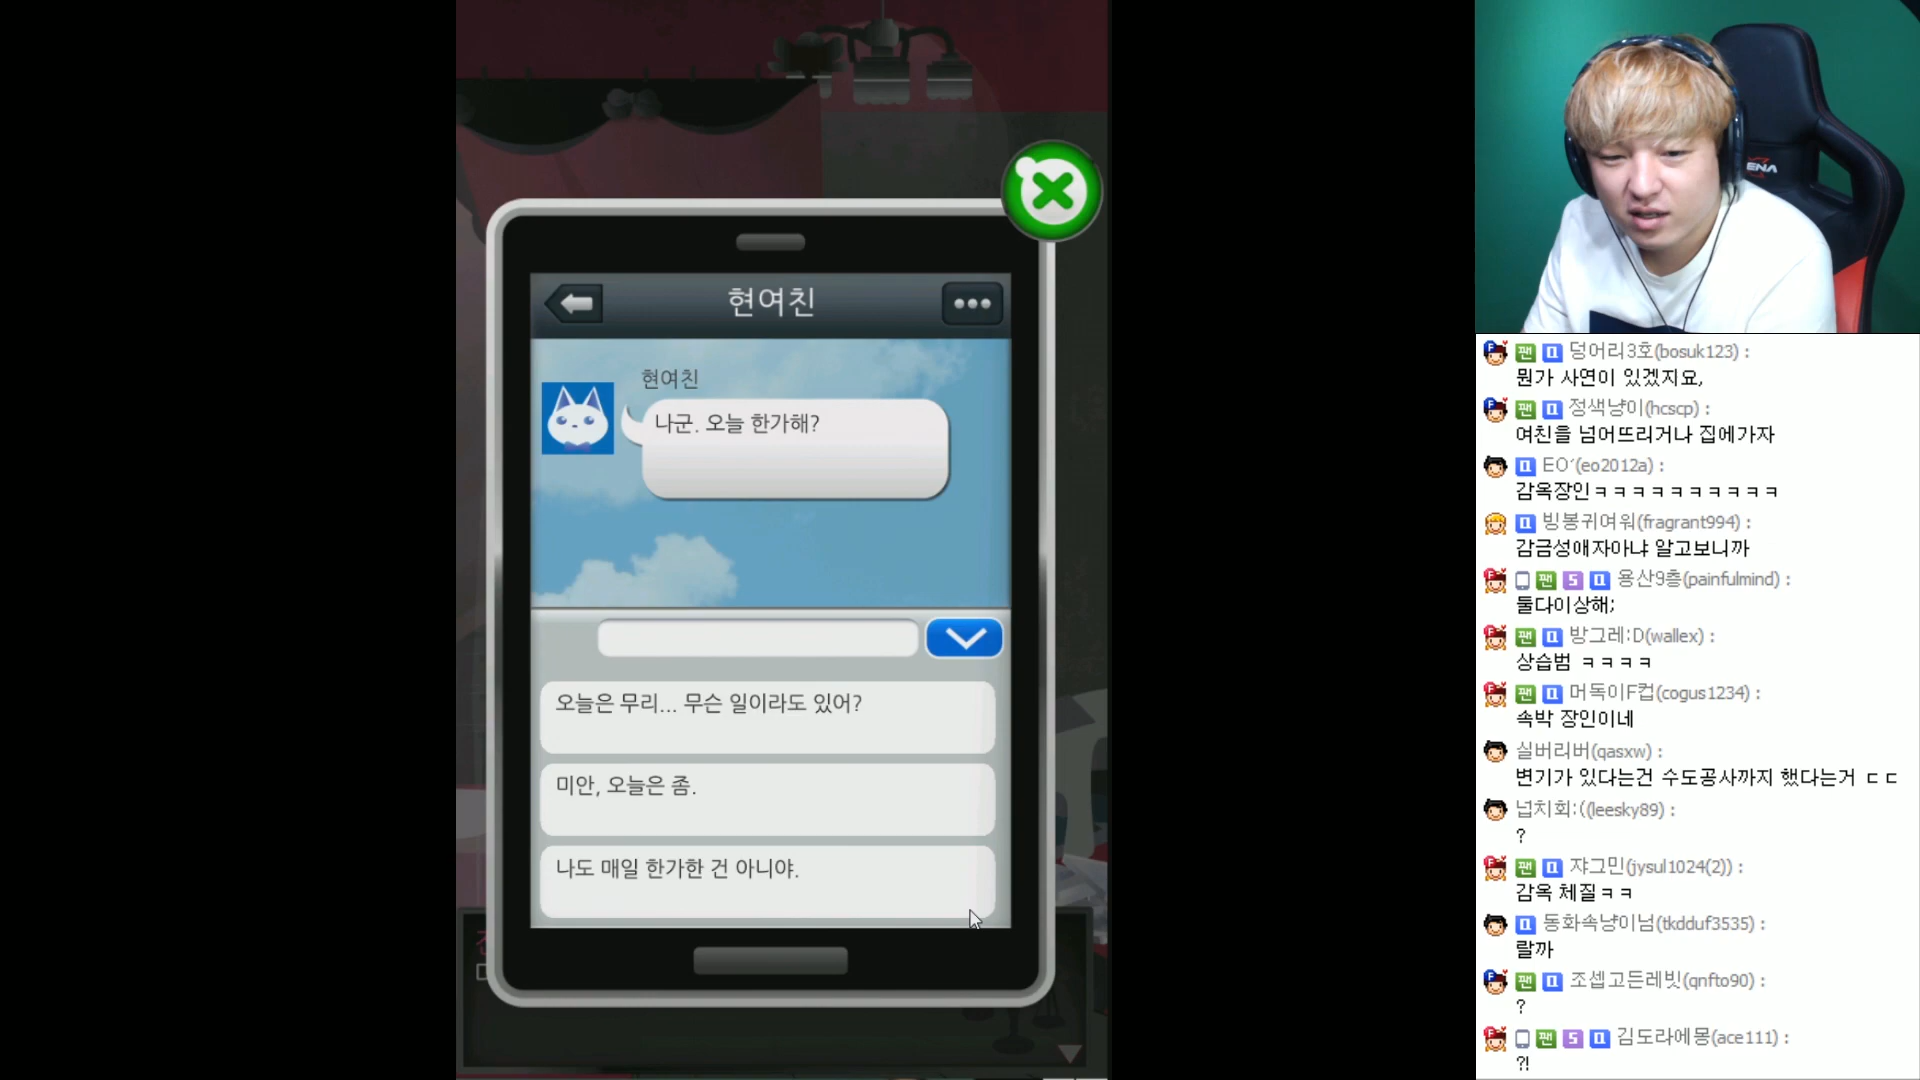 현여친
현여친
나군. 오늘 한가해?
오늘은 무리... 무슨 일이라도 있어?
미안, 오늘은 좀.
나도 매일 한가한 건 아니야.
ENA
팬 덩어리3호(bosuk123) :
뭔가 사연이 있겠지요,
팬 정색냥이(hcscp) :
여친을 넘어뜨리거나 집에가자
EO´(eo2012a) :
감옥장인ㅋㅋㅋㅋㅋㅋㅋㅋㅋㅋ
빙봉귀여워(fragrant994) :
감금성애자아냐 알고보니까
팬 S 용산9층(painfulmind) :
둘다이상해;
팬 방그레:D(wallex) :
상습범 ㅋㅋㅋㅋ
팬 머독이F컵(cogus1234) :
속박 장인이네
실버리버(qasxw) :
변기가 있다는건 수도공사까지 했다는거 ㄷㄷ
넙치회:((leesky89) :
?
팬 쟈그민(jysul1024(2)) :
감옥 체질ㅋㅋ
동화속냥이님(tkdduf3535) :
랄까
팬 조셉고든레빗(qnfto90) :
?
팬 S 김도라에몽(ace111) :
?!